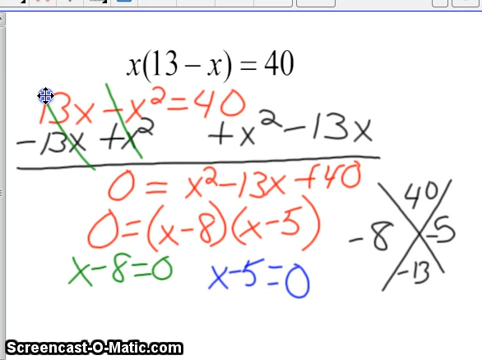 x(13 − x) = 40
13x − x² = 40
−13x + x² + x² − 13x
0 = x² − 13x + 40
0 = (x − 8)(x − 5)
40
−8 −5
−13
x − 8 = 0 x − 5 = 0
Screencast-O-Matic.com